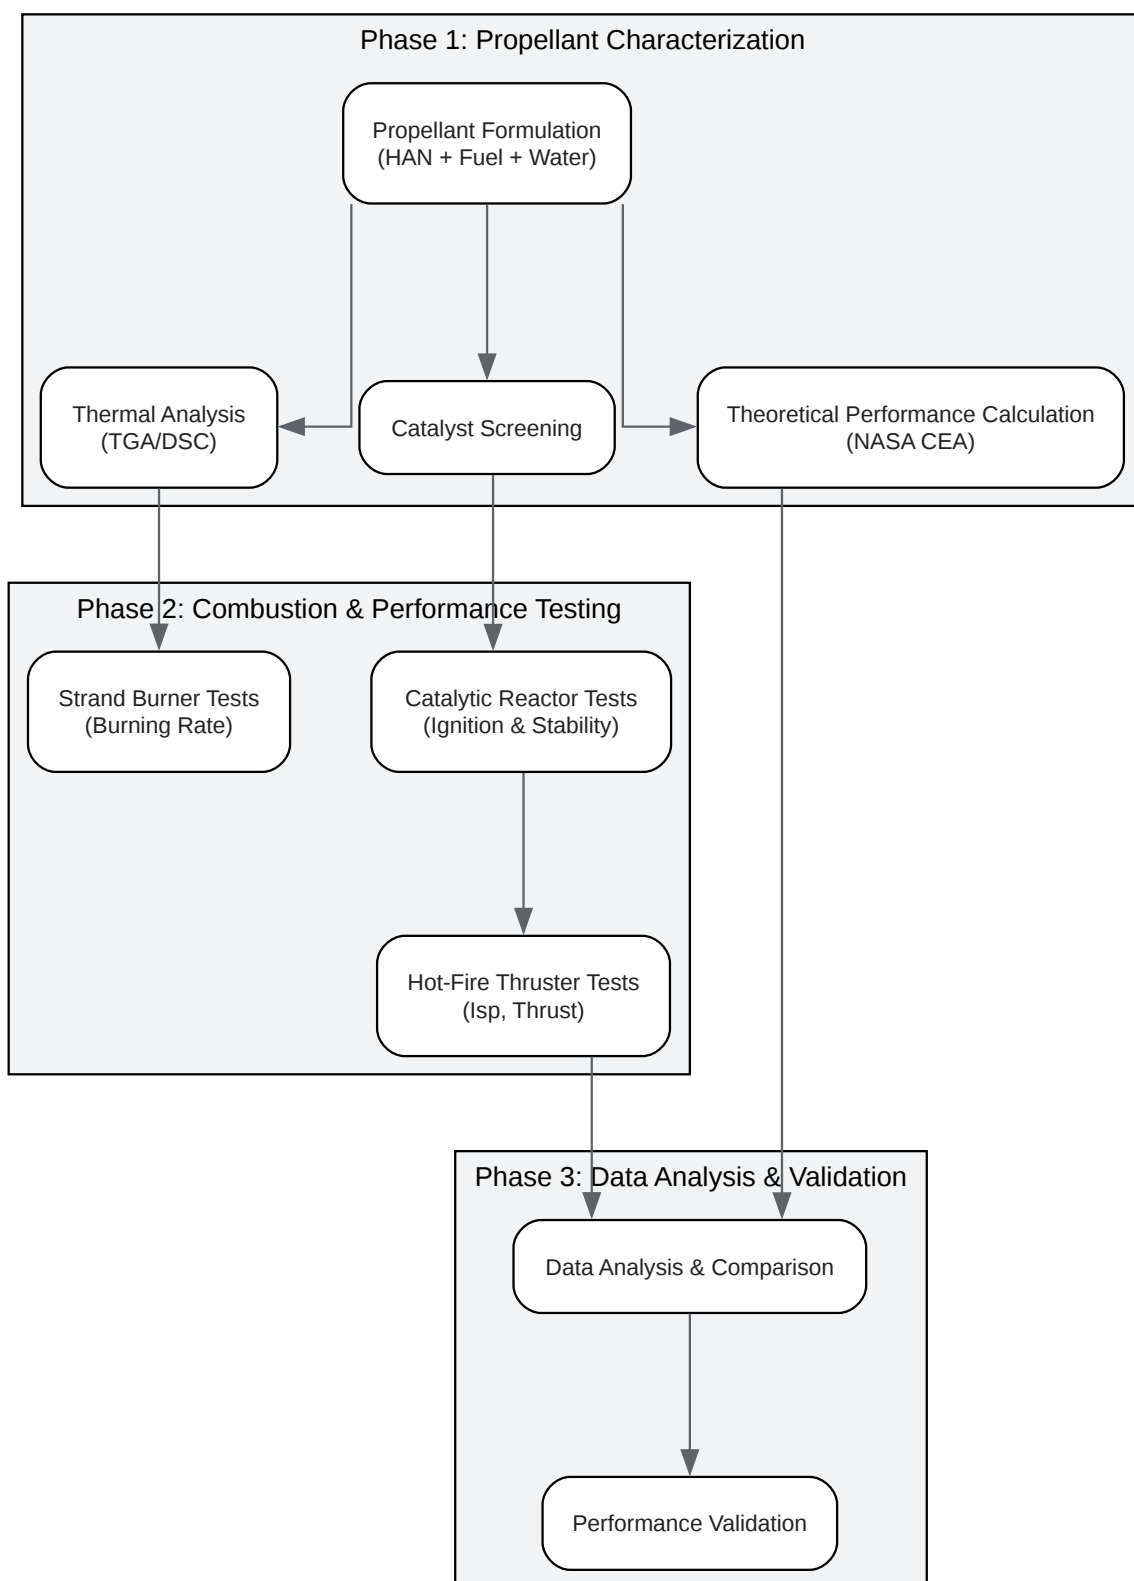 Phase 1: Propellant Characterization
Propellant Formulation
(HAN + Fuel + Water)
Thermal Analysis
(TGA/DSC)
Catalyst Screening
Theoretical Performance Calculation
(NASA CEA)
Phase 2: Combustion & Performance Testing
Strand Burner Tests
(Burning Rate)
Catalytic Reactor Tests
(Ignition & Stability)
Hot-Fire Thruster Tests
(Isp, Thrust)
Phase 3: Data Analysis & Validation
Data Analysis & Comparison
Performance Validation